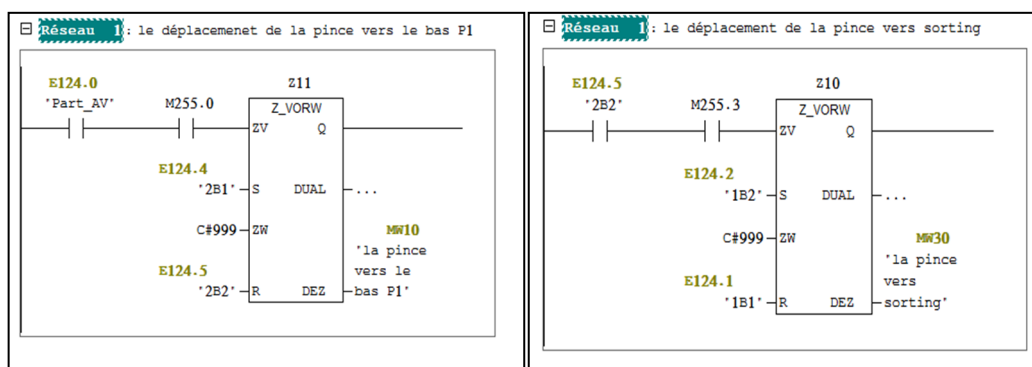 Réseau 1 : le déplacemenet de la pince vers le bas P1
E124.0
"Part_AV" M255.0
Z11
Z_VORW
ZV Q
E124.4
"2B1" S DUAL ...
C#999 ZW
MW10
"la pince
vers le
bas P1"
E124.5
"2B2" R DEZ
Réseau 1 : le déplacement de la pince vers sorting
E124.5
"2B2" M255.3
Z10
Z_VORW
ZV Q
E124.2
"1B2" S DUAL ...
C#999 ZW
MW30
"la pince
vers
sorting"
E124.1
"1B1" R DEZ